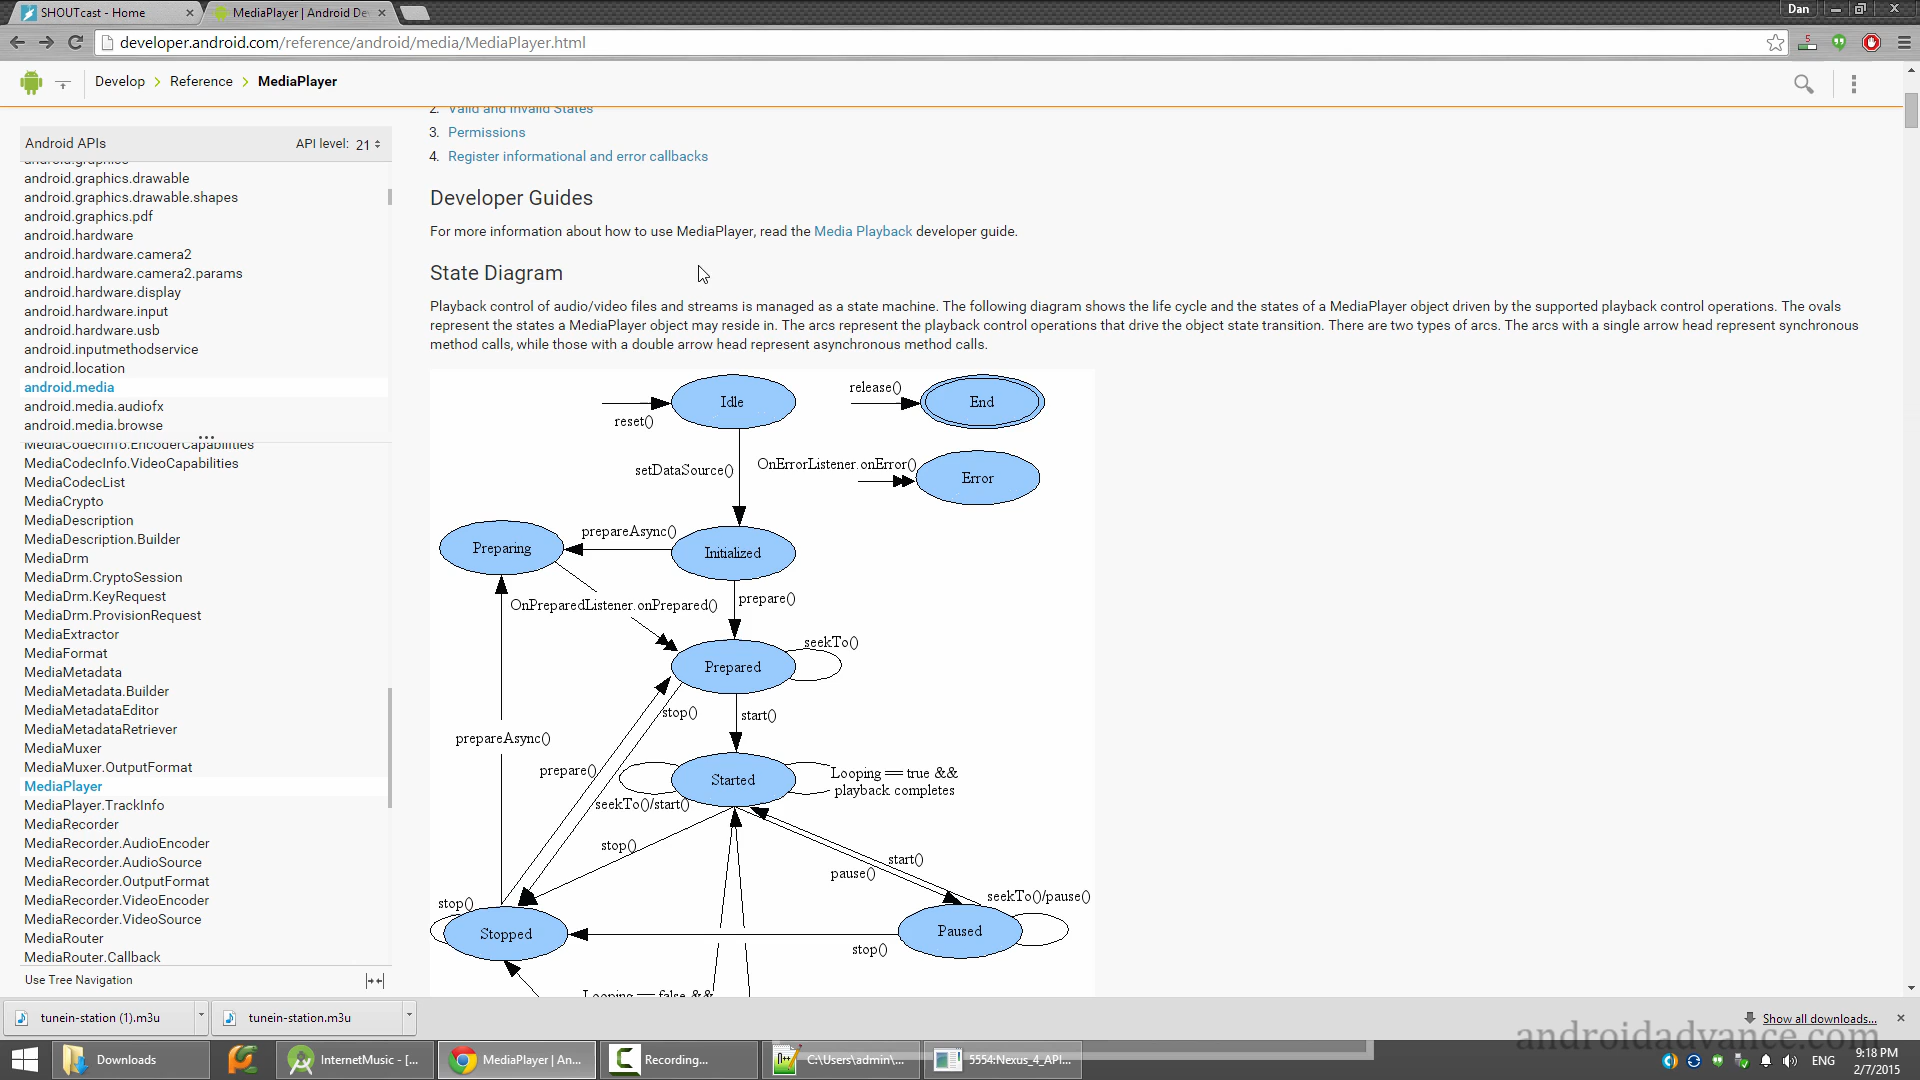 SHOUTcast - Home
MediaPlayer | Android De
Dan
developer.android.com/reference/android/media/MediaPlayer.html
5
Develop > Reference > MediaPlayer
Android APIs
API level: 21
android.graphics
android.graphics.drawable
android.graphics.drawable.shapes
android.graphics.pdf
android.hardware
android.hardware.camera2
android.hardware.camera2.params
android.hardware.display
android.hardware.input
android.hardware.usb
android.inputmethodservice
android.location
android.media
android.media.audiofx
android.media.browse
MediaCodecInfo.EncoderCapabilities
MediaCodecInfo.VideoCapabilities
MediaCodecList
MediaCrypto
MediaDescription
MediaDescription.Builder
MediaDrm
MediaDrm.CryptoSession
MediaDrm.KeyRequest
MediaDrm.ProvisionRequest
MediaExtractor
MediaFormat
MediaMetadata
MediaMetadata.Builder
MediaMetadataEditor
MediaMetadataRetriever
MediaMuxer
MediaMuxer.OutputFormat
MediaPlayer
MediaPlayer.TrackInfo
MediaRecorder
MediaRecorder.AudioEncoder
MediaRecorder.AudioSource
MediaRecorder.OutputFormat
MediaRecorder.VideoEncoder
MediaRecorder.VideoSource
MediaRouter
MediaRouter.Callback
Use Tree Navigation
2. Valid and Invalid States
3. Permissions
4. Register informational and error callbacks
Developer Guides
For more information about how to use MediaPlayer, read the Media Playback developer guide.
State Diagram
Playback control of audio/video files and streams is managed as a state machine. The following diagram shows the life cycle and the states of a MediaPlayer object driven by the supported playback control operations. The ovals
represent the states a MediaPlayer object may reside in. The arcs represent the playback control operations that drive the object state transition. There are two types of arcs. The arcs with a single arrow head represent synchronous
method calls, while those with a double arrow head represent asynchronous method calls.
release()
Idle
End
reset()
setDataSource()
OnErrorListener.onError()
Error
prepareAsync()
Preparing
Initialized
OnPreparedListener.onPrepared()
prepare()
seekTo()
Prepared
stop()
start()
prepareAsync()
prepare()
Started
Looping == true &&
playback completes
seekTo()/start()
stop()
start()
pause()
seekTo()/pause()
stop()
Stopped
Paused
stop()
Looping == false &&
tunein-station (1).m3u
tunein-station.m3u
Show all downloads...
androidadvance.com
Downloads
InternetMusic - [...
MediaPlayer | An...
Recording...
C:\Users\admin\...
5554:Nexus_4_API...
ENG
9:18 PM
2/7/2015